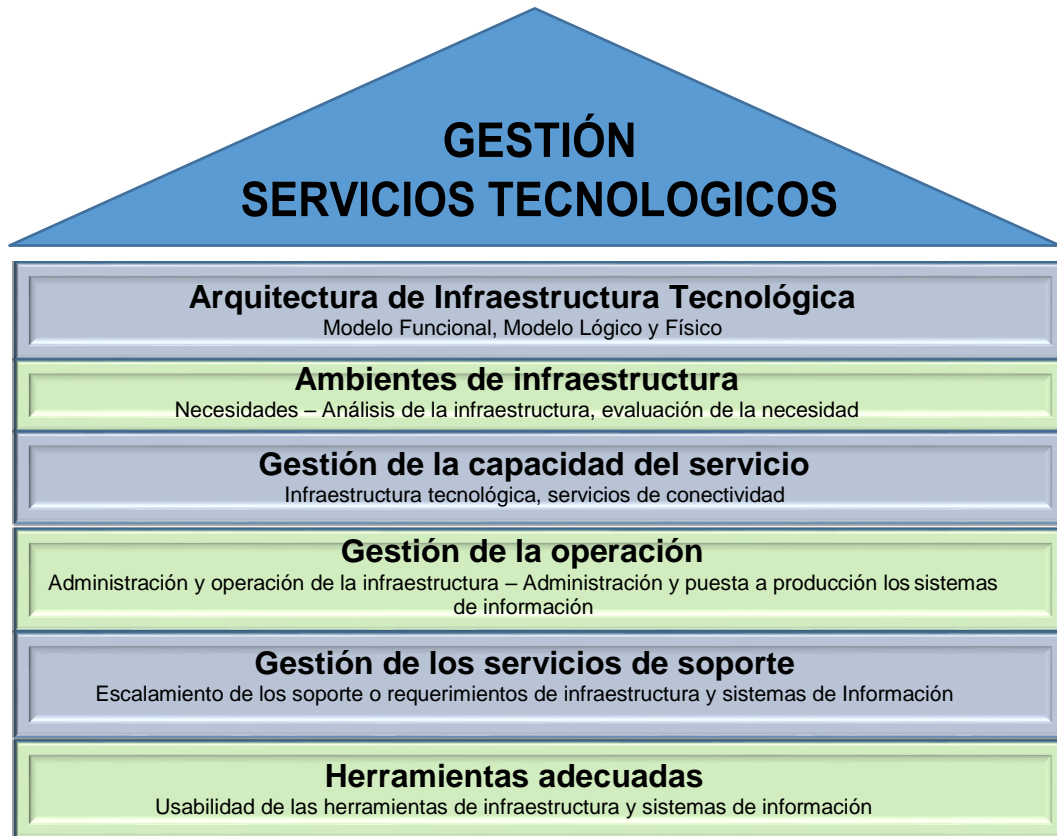 GESTIÓN
SERVICIOS TECNOLOGICOS
Arquitectura de Infraestructura Tecnológica
Modelo Funcional, Modelo Lógico y Físico
Ambientes de infraestructura
Necesidades – Análisis de la infraestructura, evaluación de la necesidad
Gestión de la capacidad del servicio
Infraestructura tecnológica, servicios de conectividad
Gestión de la operación
Administración y operación de la infraestructura – Administración y puesta a producción los sistemas
de información
Gestión de los servicios de soporte
Escalamiento de los soporte o requerimientos de infraestructura y sistemas de Información
Herramientas adecuadas
Usabilidad de las herramientas de infraestructura y sistemas de información